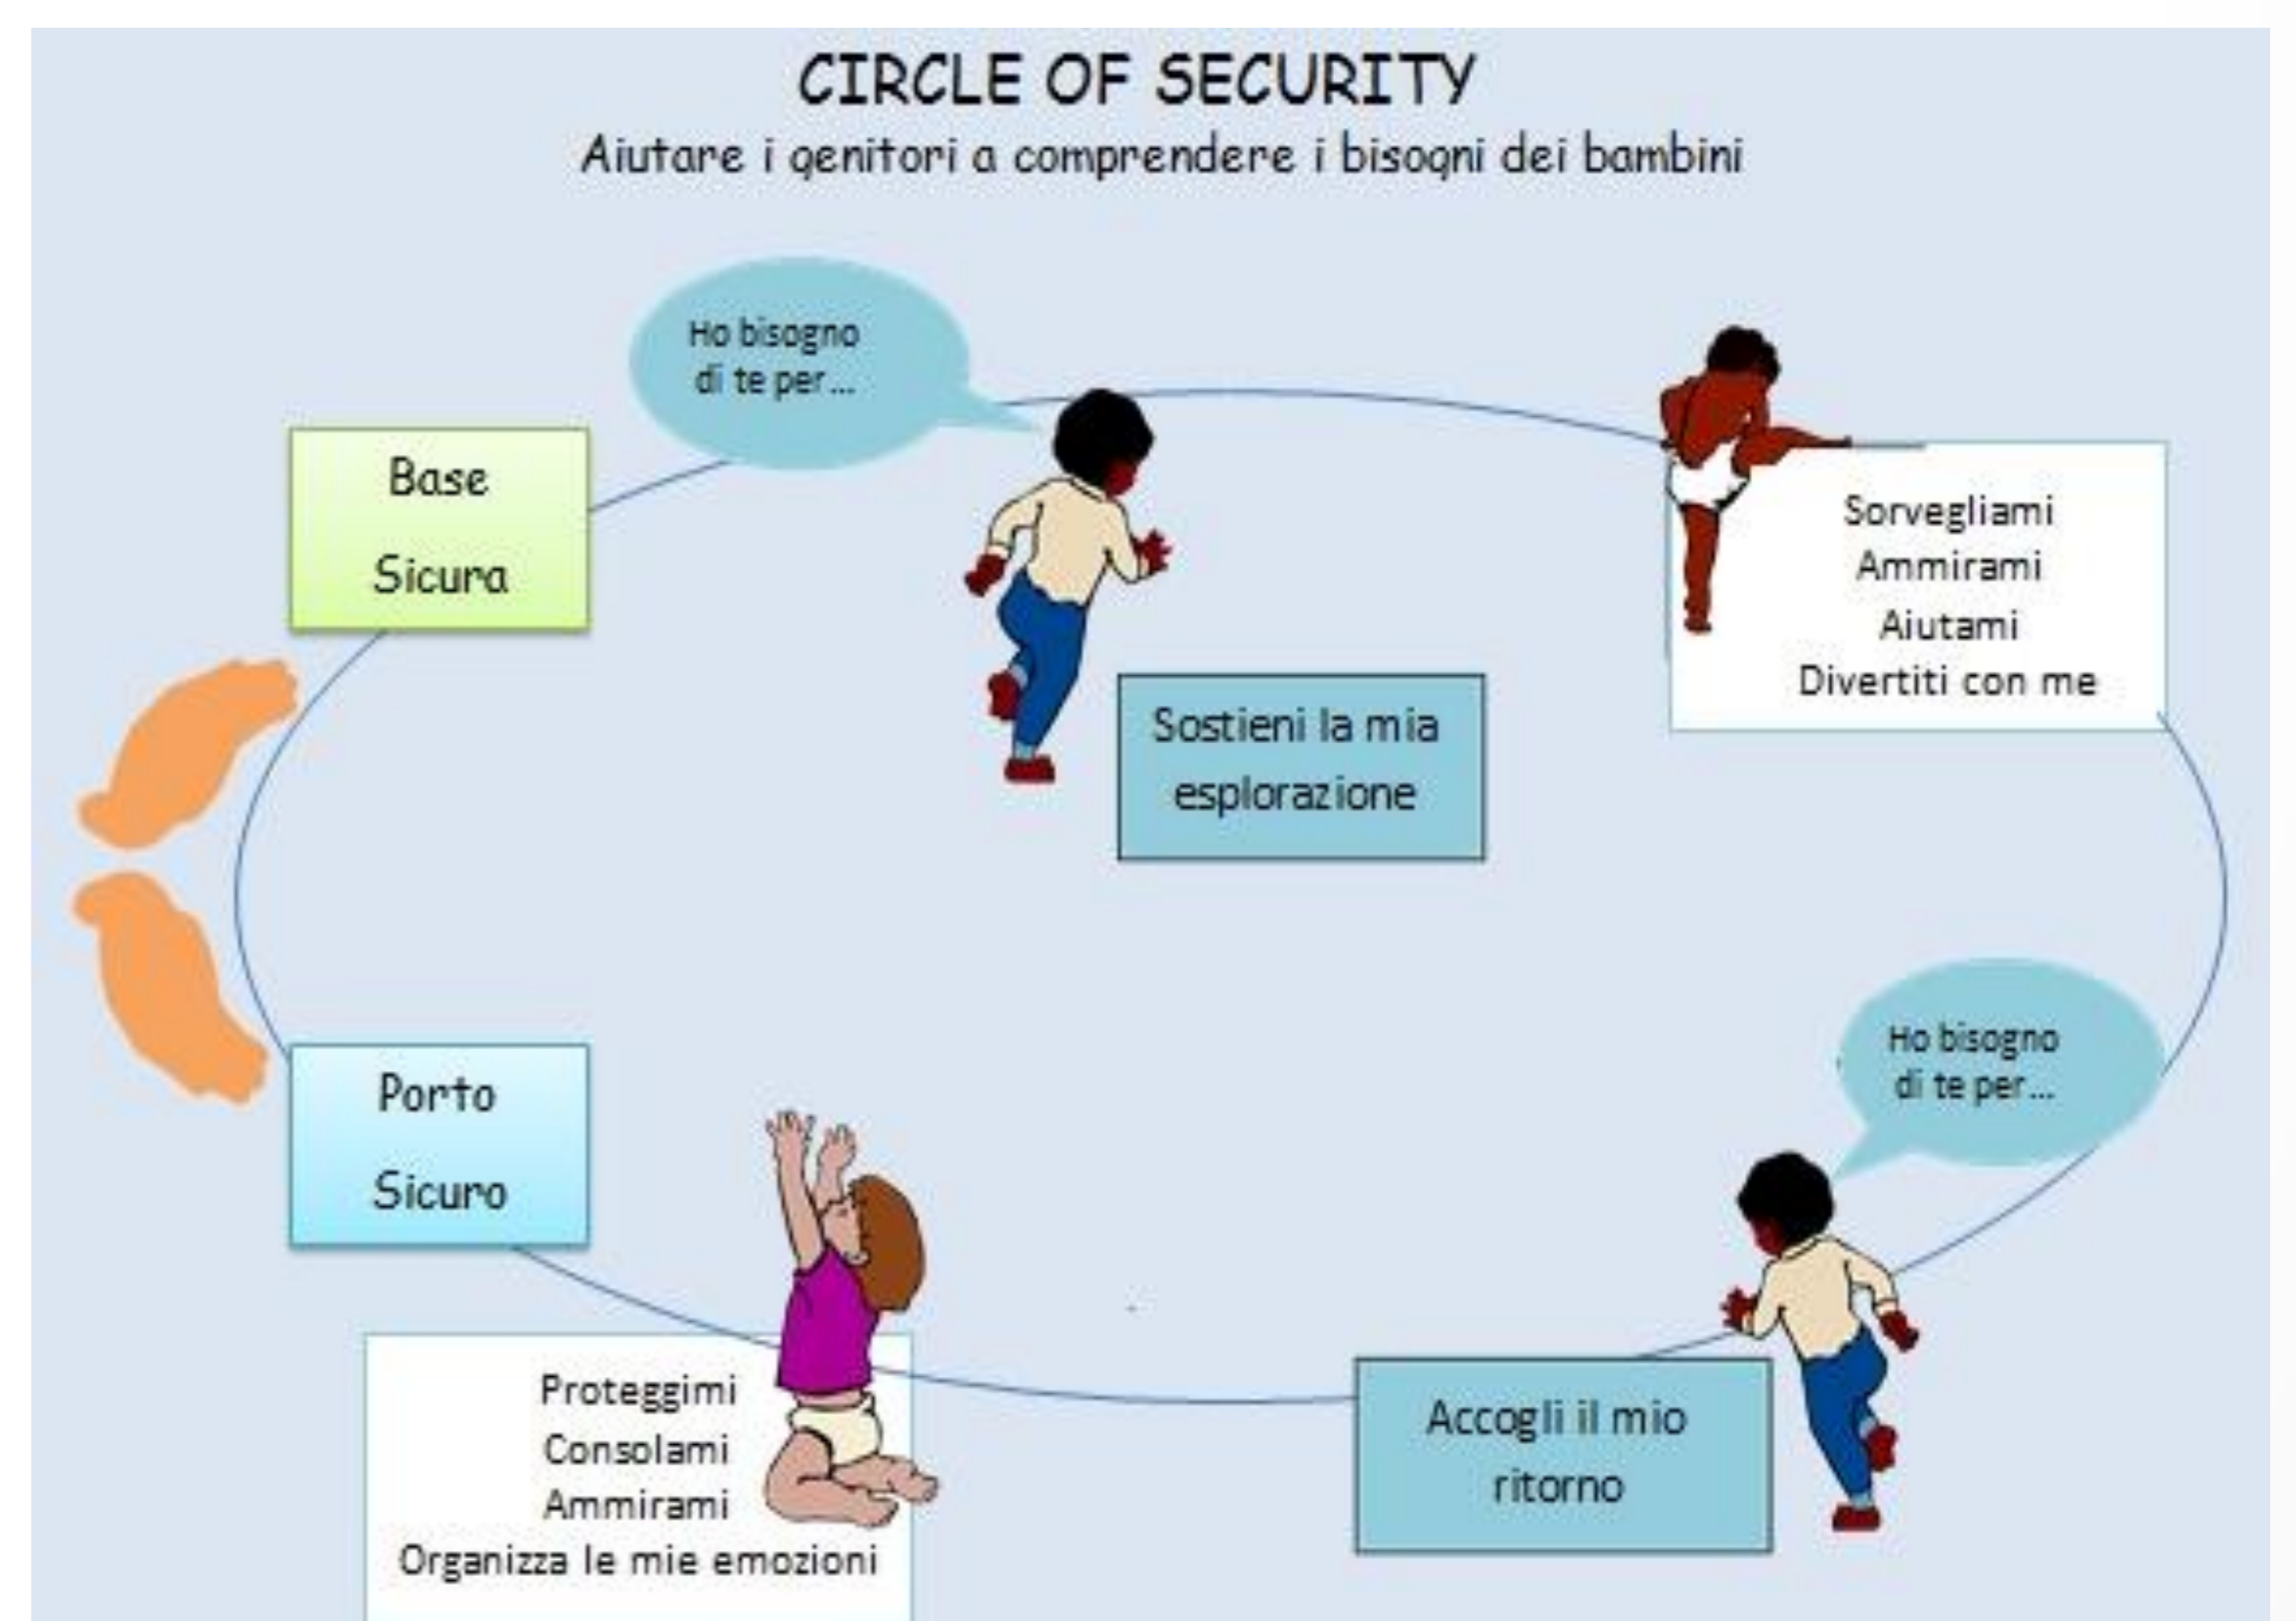 CIRCLE OF SECURITY
Aiutare i genitori a comprendere i bisogni dei bambini
Ho bisogno
di te per...
Base
Sicura
Sorvegliami
Ammirami
Aiutami
Divertiti con me
Sostieni la mia
esplorazione
Ho bisogno
di te per...
Porto
Sicuro
Accogli il mio
ritorno
Proteggimi
Consolami
Ammirami
Organizza le mie emozioni